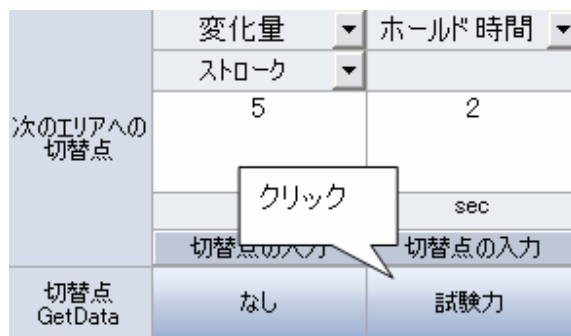 変化量 ホールド時間
ストローク
次のエリアへの
切替点
5 2
クリック
sec
切替点の入力 切替点の入力
切替点
GetData
なし 試験力